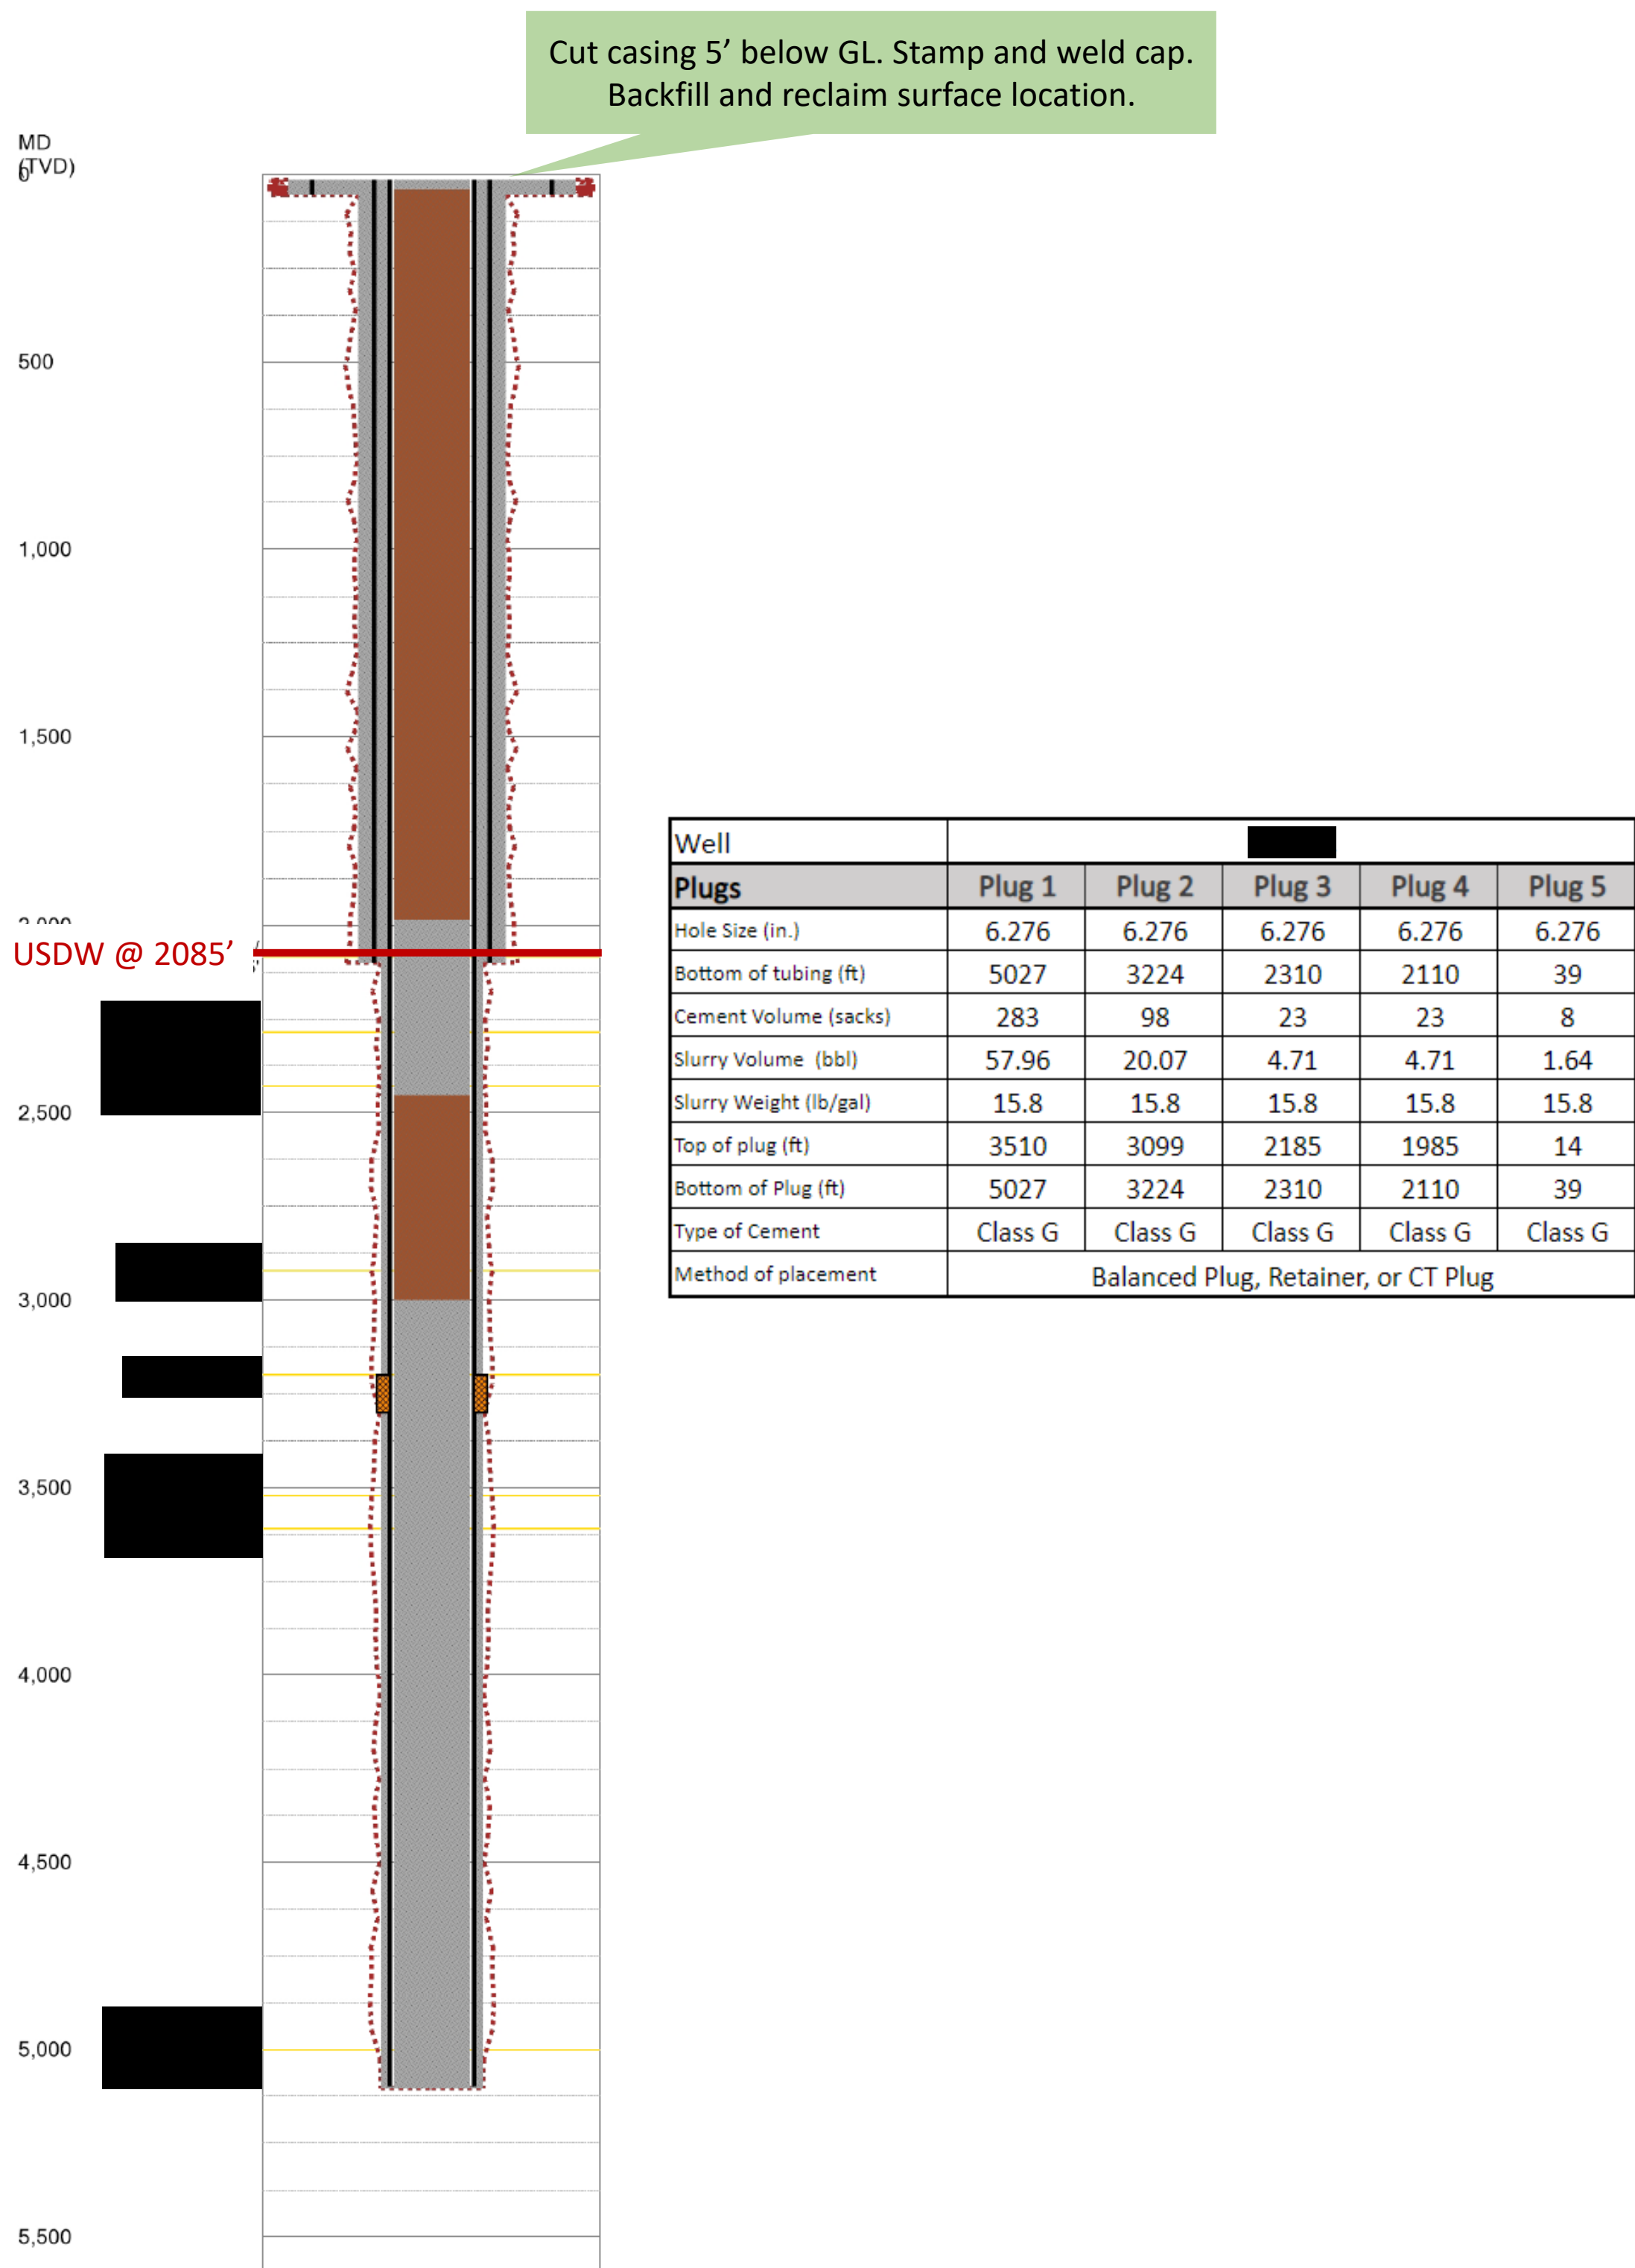 Cut casing 5’ below GL. Stamp and weld cap.
Backfill and reclaim surface location.
MD
(TVD)
0
500
1,000
1,500
2,000
USDW @ 2085’
2,500
3,000
3,500
4,000
4,500
5,000
5,500
Well
Plugs Plug 1 Plug 2 Plug 3 Plug 4 Plug 5
Hole Size (in.) 6.276 6.276 6.276 6.276 6.276
Bottom of tubing (ft) 5027 3224 2310 2110 39
Cement Volume (sacks) 283 98 23 23 8
Slurry Volume (bbl) 57.96 20.07 4.71 4.71 1.64
Slurry Weight (lb/gal) 15.8 15.8 15.8 15.8 15.8
Top of plug (ft) 3510 3099 2185 1985 14
Bottom of Plug (ft) 5027 3224 2310 2110 39
Type of Cement Class G Class G Class G Class G Class G
Method of placement Balanced Plug, Retainer, or CT Plug